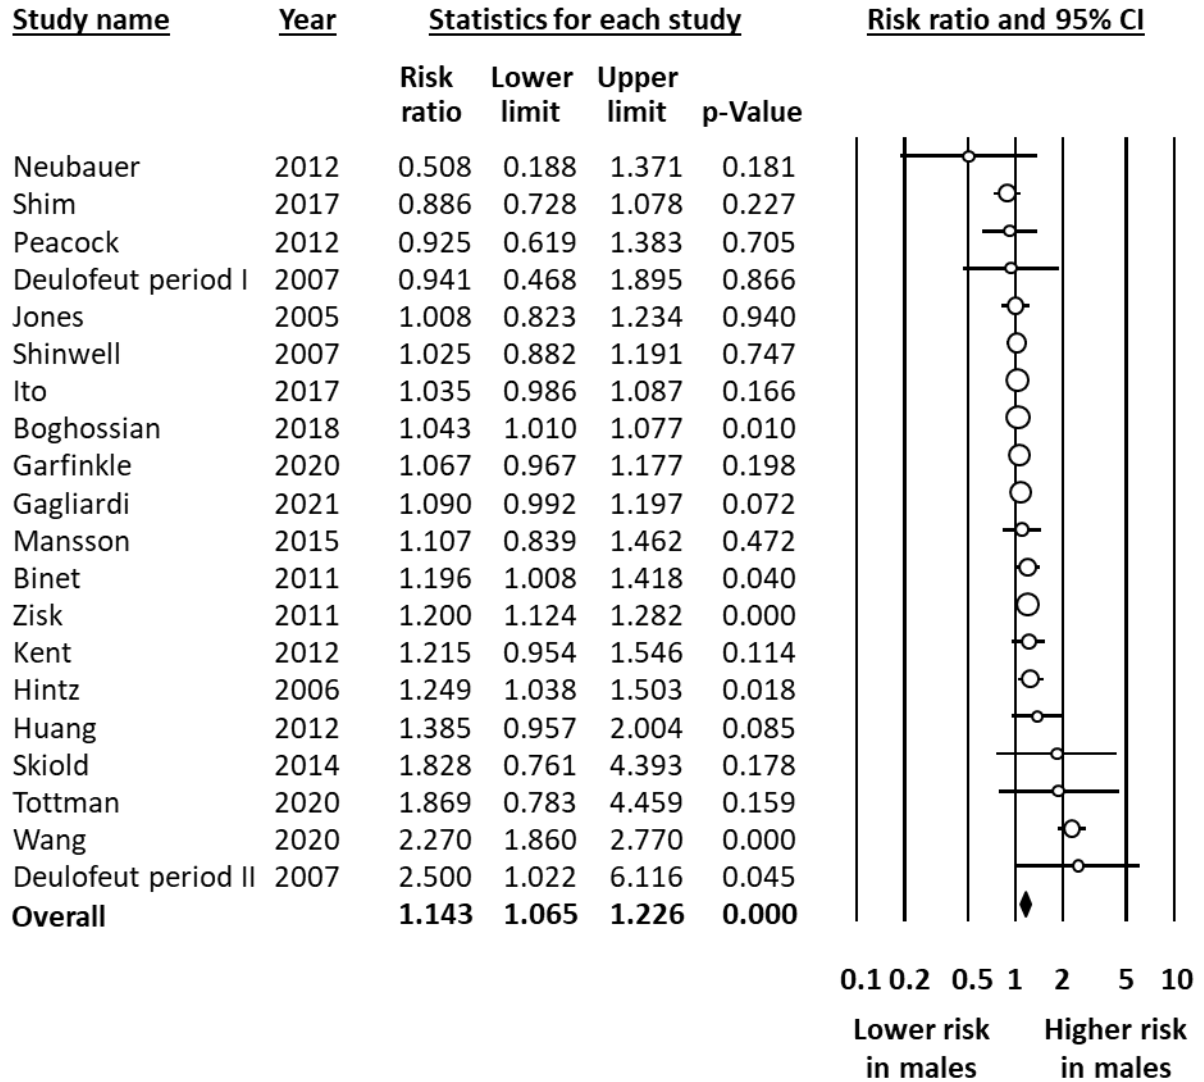 Study name Year Statistics for each study Risk ratio and 95% CI
Risk ratio Lower limit Upper limit p-Value
Neubauer 2012 0.508 0.188 1.371 0.181
Shim 2017 0.886 0.728 1.078 0.227
Peacock 2012 0.925 0.619 1.383 0.705
Deulofeut period I 2007 0.941 0.468 1.895 0.866
Jones 2005 1.008 0.823 1.234 0.940
Shinwell 2007 1.025 0.882 1.191 0.747
Ito 2017 1.035 0.986 1.087 0.166
Boghossian 2018 1.043 1.010 1.077 0.010
Garfinkle 2020 1.067 0.967 1.177 0.198
Gagliardi 2021 1.090 0.992 1.197 0.072
Mansson 2015 1.107 0.839 1.462 0.472
Binet 2011 1.196 1.008 1.418 0.040
Zisk 2011 1.200 1.124 1.282 0.000
Kent 2012 1.215 0.954 1.546 0.114
Hintz 2006 1.249 1.038 1.503 0.018
Huang 2012 1.385 0.957 2.004 0.085
Skiold 2014 1.828 0.761 4.393 0.178
Tottman 2020 1.869 0.783 4.459 0.159
Wang 2020 2.270 1.860 2.770 0.000
Deulofeut period II 2007 2.500 1.022 6.116 0.045
Overall 1.143 1.065 1.226 0.000
0.1 0.2 0.5 1 2 5 10
Lower risk in males
Higher risk in males